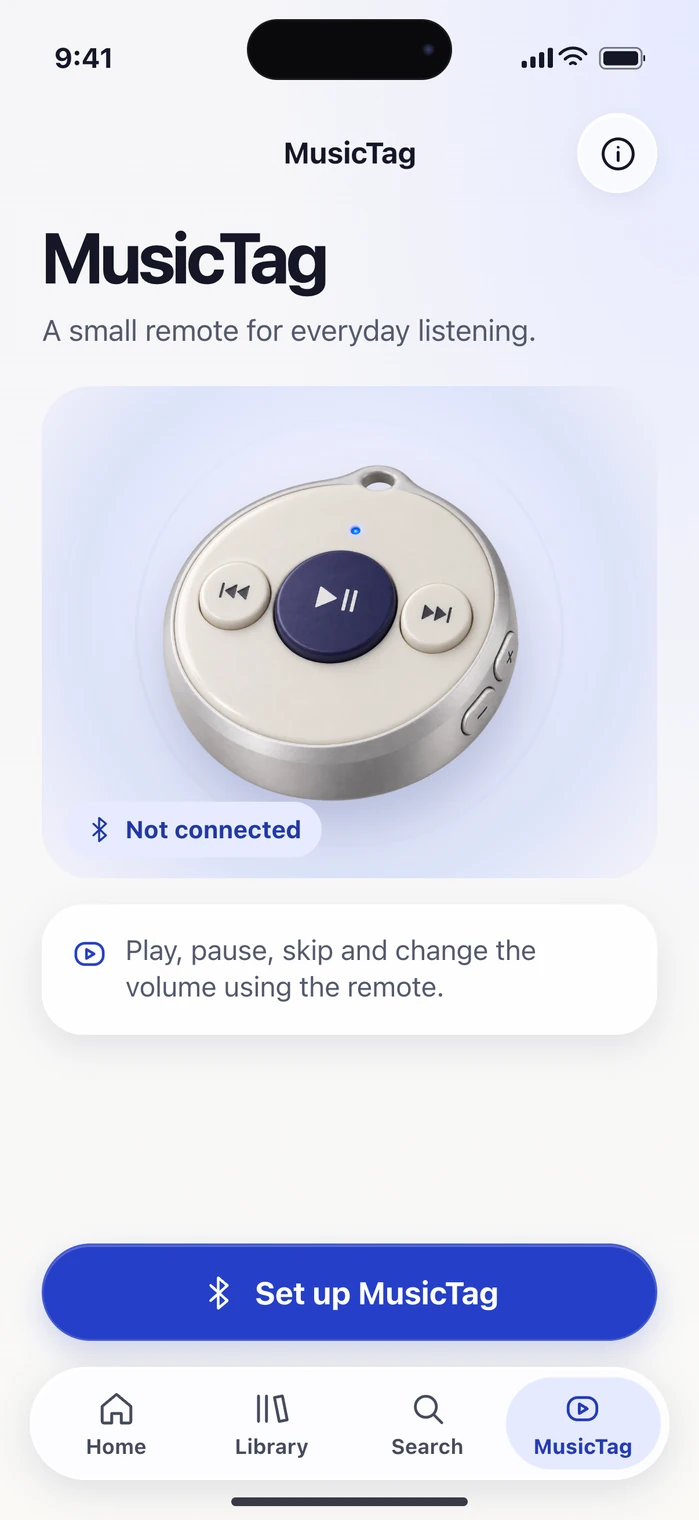 9:41
MusicTag
MusicTag
A small remote for everyday listening.
Not connected
Play, pause, skip and change the
volume using the remote.
Set up MusicTag
Home
Library
Search
MusicTag